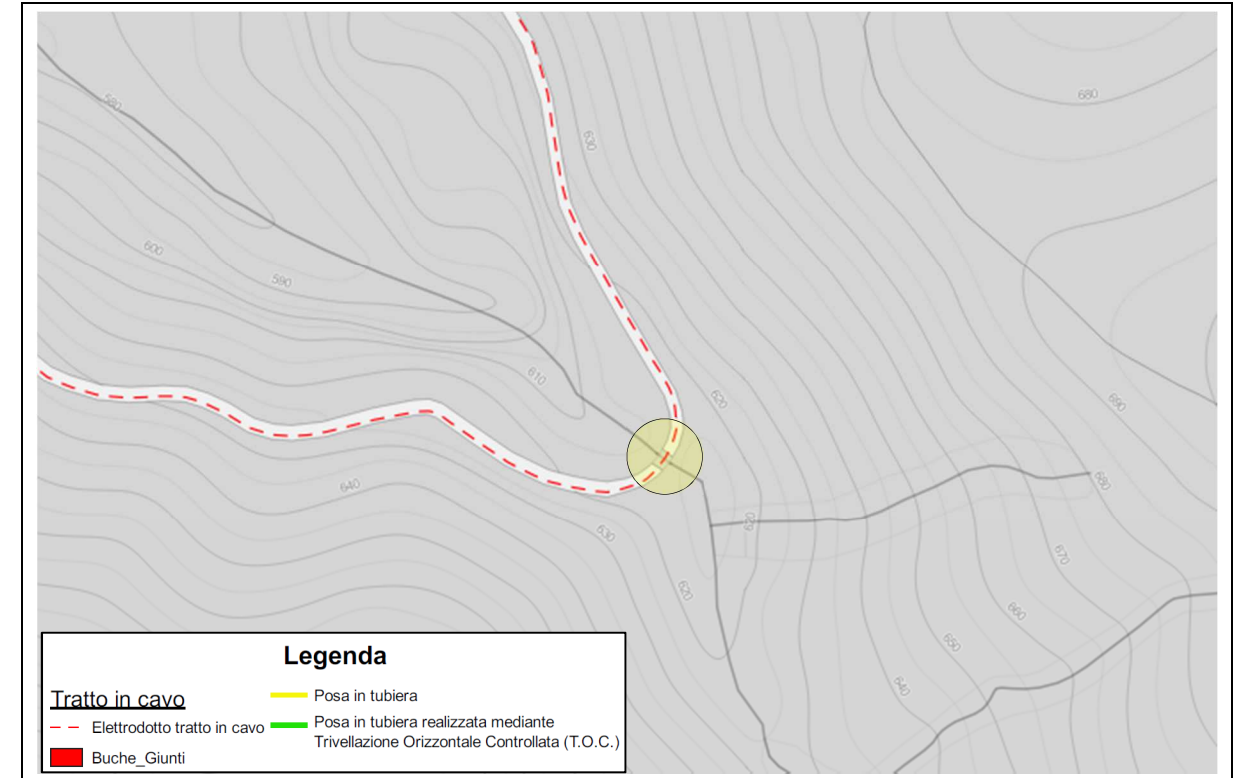 680
580
630
600
590
610
620
690
640
680
630
620
670
620
660
650
640
Legenda
Tratto in cavo
Posa in tubiera
Elettrodotto tratto in cavo
Posa in tubiera realizzata mediante
Trivellazione Orizzontale Controllata (T.O.C.)
Buche_Giunti